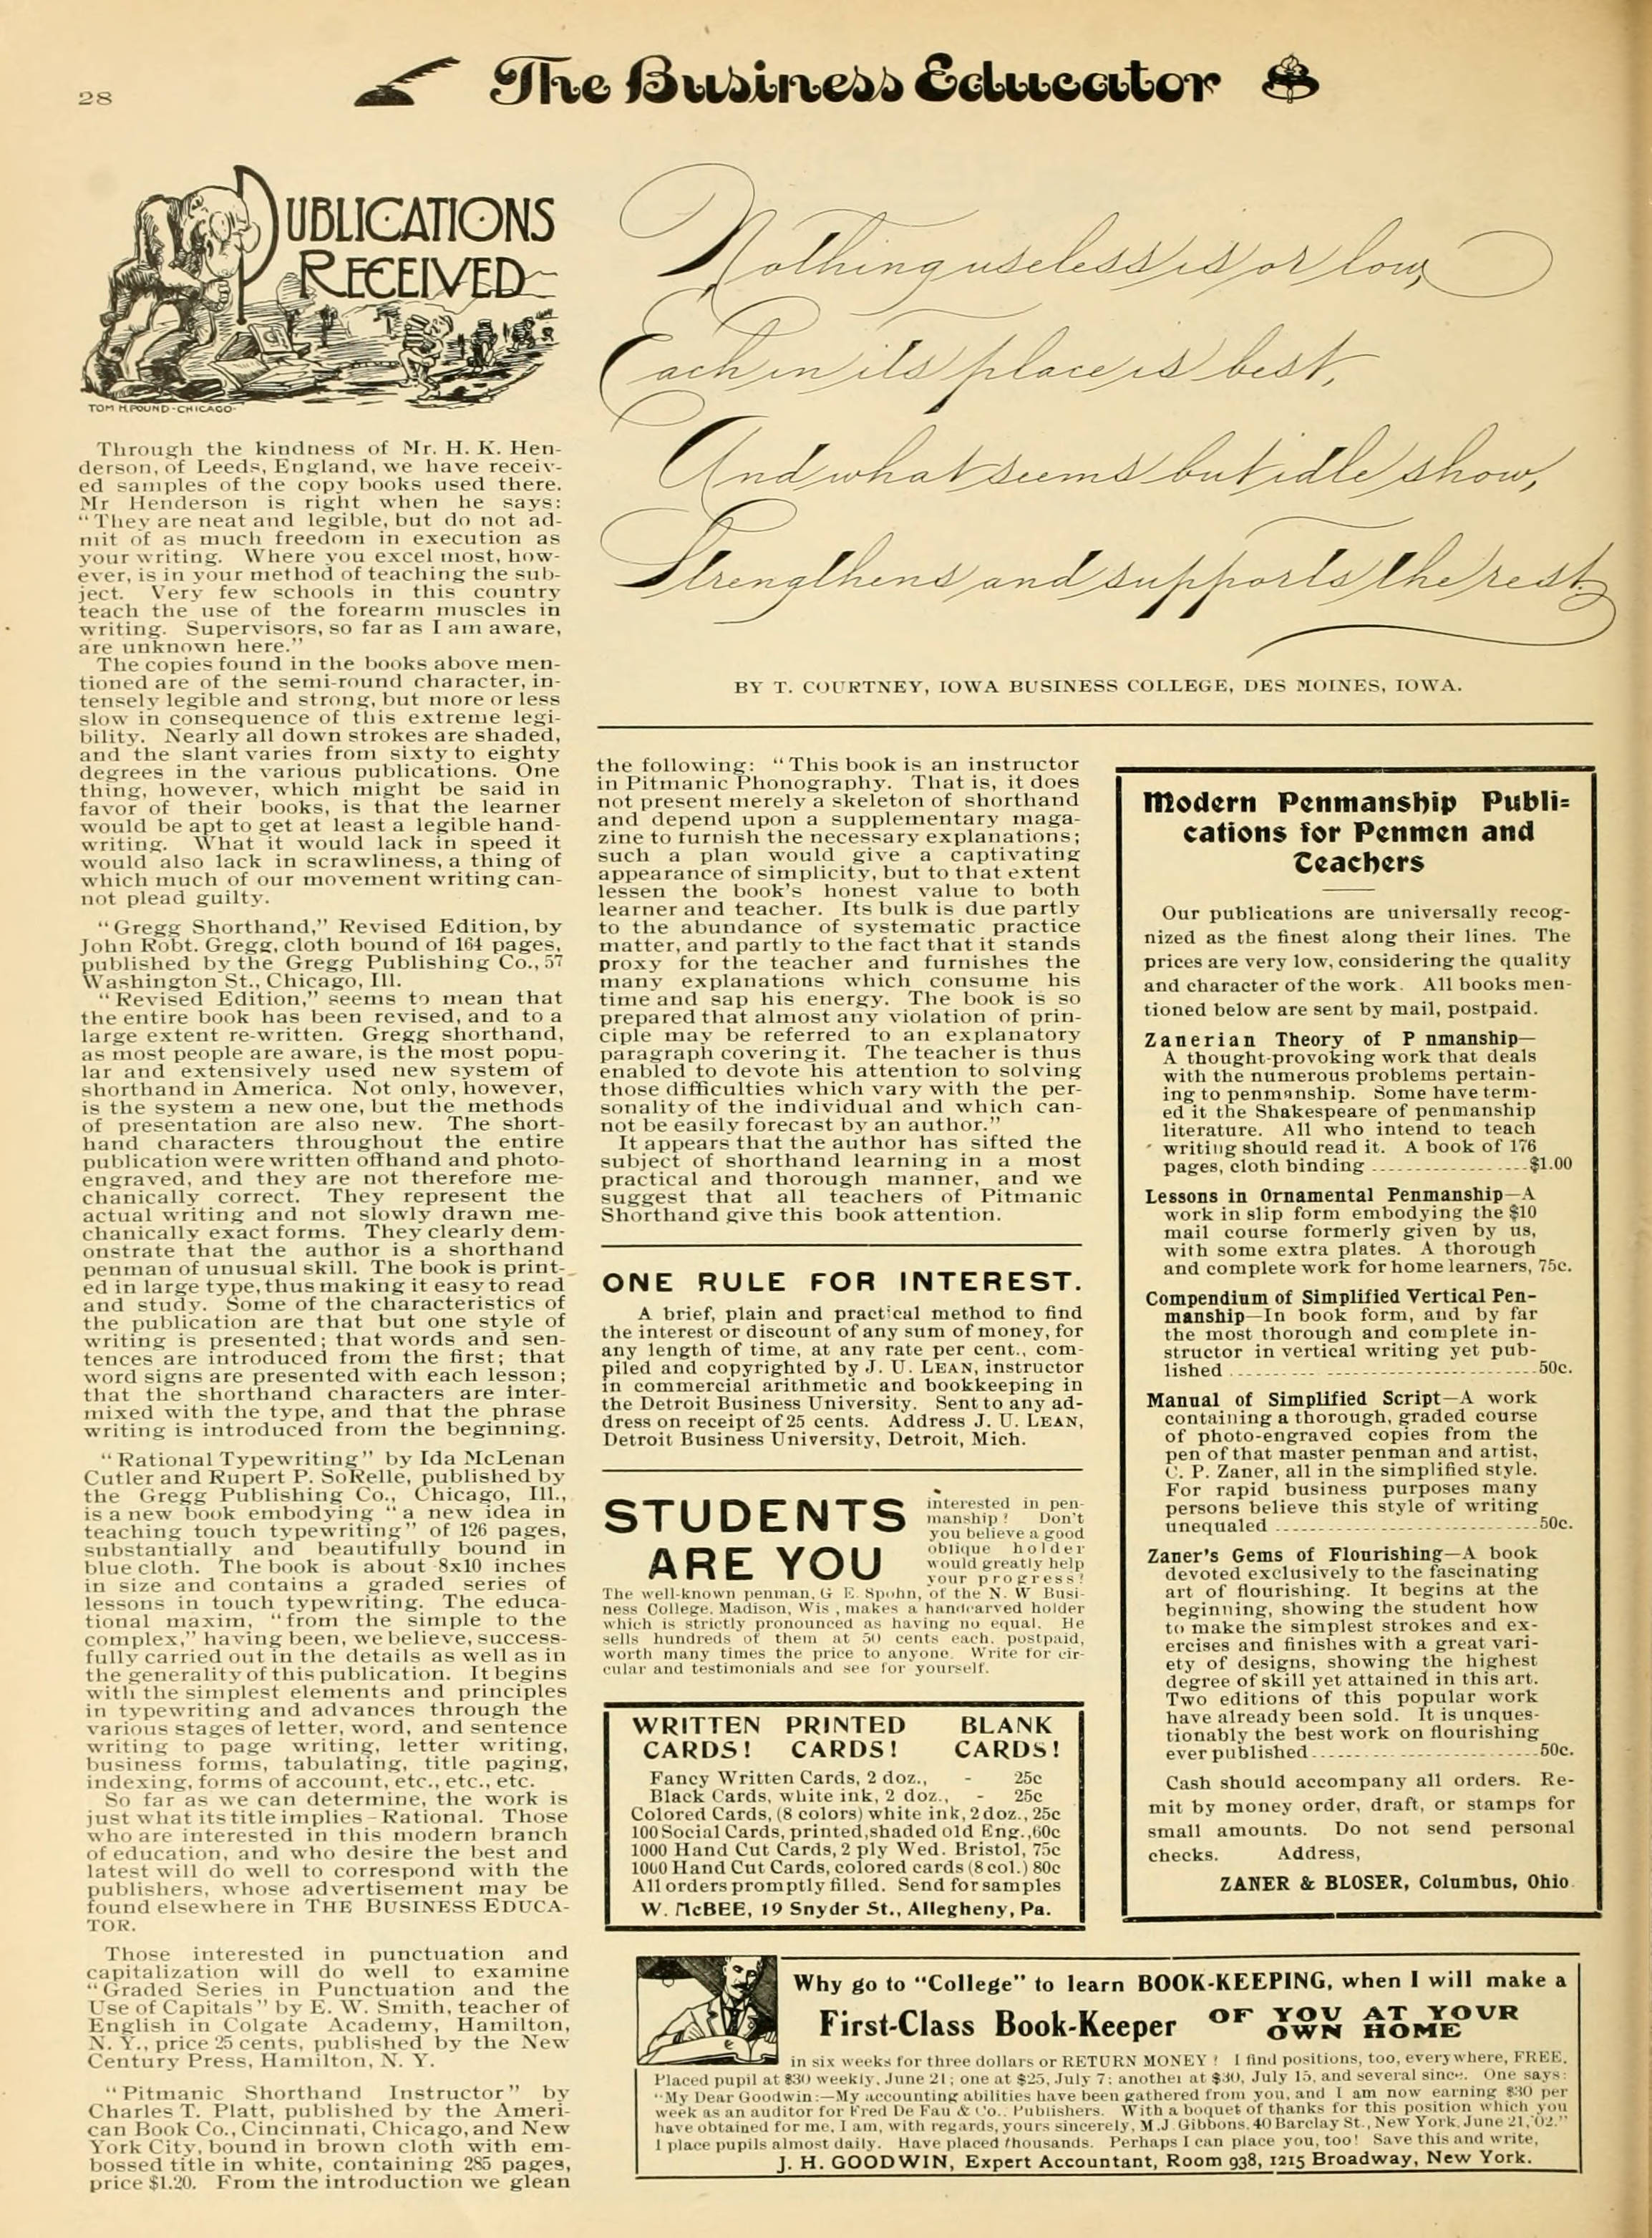 28
The Business Educator
PUBLICATIONS
RECEIVED
TOM H. POUND - CHICAGO-
Through the kindness of Mr. H. K. Hen-
derson, of Leeds, England, we have receiv-
ed samples of the copy books used there.
Mr Henderson is right when he says:
"They are neat and legible, but do not ad-
mit of as much freedom in execution as
your writing. Where you excel most, how-
ever, is in your method of teaching the sub-
ject. Very few schools in this country
teach the use of the forearm muscles in
writing. Supervisors, so far as I am aware,
are unknown here."
The copies found in the books above men-
tioned are of the semi-round character, in-
tensely legible and strong, but more or less
slow in consequence of this extreme legi-
bility. Nearly all down strokes are shaded,
and the slant varies from sixty to eighty
degrees in the various publications. One
thing, however, which might be said in
favor of their books, is that the learner
would be apt to get at least a legible hand-
writing. What it would lack in speed it
would also lack in scrawliness, a thing of
which much of our movement writing can-
not plead guilty.
"Gregg Shorthand," Revised Edition, by
John Robt. Gregg, cloth bound of 164 pages,
published by the Gregg Publishing Co., 57
Washington St., Chicago, Ill.
"Revised Edition," seems to mean that
the entire book has been revised, and to a
large extent re-written. Gregg shorthand,
as most people are aware, is the most popu-
lar and extensively used new system of
shorthand in America. Not only, however,
is the system a new one, but the methods
of presentation are also new. The short-
hand characters throughout the entire
publication were written offhand and photo-
engraved, and they are not therefore me-
chanically correct. They represent the
actual writing and not slowly drawn me-
chanically exact forms. They clearly dem-
onstrate that the author is a shorthand
penman of unusual skill. The book is print-
ed in large type, thus making it easy to read
and study. Some of the characteristics of
the publication are that but one style of
writing is presented; that words and sen-
tences are introduced from the first; that
word signs are presented with each lesson;
that the shorthand characters are inter-
mixed with the type, and that the phrase
writing is introduced from the beginning.
"Rational Typewriting" by Ida McLenan
Cutler and Rupert P. SoRelle, published by
the Gregg Publishing Co., Chicago, Ill.,
is a new book embodying "a new idea in
teaching touch typewriting" of 126 pages,
substantially and beautifully bound in
blue cloth. The book is about 8x10 inches
in size and contains a graded series of
lessons in touch typewriting. The educa-
tional maxim, "from the simple to the
complex," having been, we believe, success-
fully carried out in the details as well as in
the generality of this publication. It begins
with the simplest elements and principles
in typewriting and advances through the
various stages of letter, word, and sentence
writing to page writing, letter writing,
business forms, tabulating, title paging,
indexing, forms of account, etc., etc., etc.
So far as we can determine, the work is
just what its title implies - Rational. Those
who are interested in this modern branch
of education, and who desire the best and
latest will do well to correspond with the
publishers, whose advertisement may be
found elsewhere in THE BUSINESS EDUCA-
TOR.
Those interested in punctuation and
capitalization will do well to examine
"Graded Series in Punctuation and the
Use of Capitals" by E. W. Smith, teacher of
English in Colgate Academy, Hamilton,
N. Y., price 25 cents, published by the New
Century Press, Hamilton, N. Y.
"Pitmanic Shorthand Instructor" by
Charles T. Platt, published by the Ameri-
can Book Co., Cincinnati, Chicago, and New
York City, bound in brown cloth with em-
bossed title in white, containing 285 pages,
price $1.20. From the introduction we glean
Nothing useless is or low,
Each in its place is best,
And what seems but idle show,
Strengthens and supports the rest.
BY T. COURTNEY, IOWA BUSINESS COLLEGE, DES MOINES, IOWA.
the following: "This book is an instructor
in Pitmanic Phonography. That is, it does
not present merely a skeleton of shorthand
and depend upon a supplementary maga-
zine to furnish the necessary explanations;
such a plan would give a captivating
appearance of simplicity, but to that extent
lessen the book's honest value to both
learner and teacher. Its bulk is due partly
to the abundance of systematic practice
matter, and partly to the fact that it stands
proxy for the teacher and furnishes the
many explanations which consume his
time and sap his energy. The book is so
prepared that almost any violation of prin-
ciple may be referred to an explanatory
paragraph covering it. The teacher is thus
enabled to devote his attention to solving
those difficulties which vary with the per-
sonality of the individual and which can-
not be easily forecast by an author."
It appears that the author has sifted the
subject of shorthand learning in a most
practical and thorough manner, and we
suggest that all teachers of Pitmanic
Shorthand give this book attention.
ONE RULE FOR INTEREST.
A brief, plain and practical method to find
the interest or discount of any sum of money, for
any length of time, at any rate per cent., com-
piled and copyrighted by J. U. LEAN, instructor
in commercial arithmetic and bookkeeping in
the Detroit Business University. Sent to any ad-
dress on receipt of 25 cents. Address J. U. LEAN,
Detroit Business University, Detroit, Mich.
STUDENTS
ARE YOU
interested in pen-
manship? Don't
you believe a good
oblique holder
would greatly help
your progress?
The well-known penman, G E. Spohn, of the N. W Busi-
ness College, Madison, Wis , makes a handcarved holder
which is strictly pronounced as having no equal. He
sells hundreds of them at 50 cents each, postpaid,
worth many times the price to anyone. Write for cir-
cular and testimonials and see for yourself.
WRITTEN PRINTED BLANK
CARDS! CARDS! CARDS!
Fancy Written Cards, 2 doz., - 25c
Black Cards, white ink, 2 doz., - 25c
Colored Cards, (8 colors) white ink, 2 doz., 25c
100 Social Cards, printed, shaded old Eng., 60c
1000 Hand Cut Cards, 2 ply Wed. Bristol, 75c
1000 Hand Cut Cards, colored cards (8 col.) 80c
All orders promptly filled. Send for samples
W. McBEE, 19 Snyder St., Allegheny, Pa.
Modern Penmanship Publi-
cations for Penmen and
Teachers
Our publications are universally recog-
nized as the finest along their lines. The
prices are very low, considering the quality
and character of the work. All books men-
tioned below are sent by mail, postpaid.
Zanerian Theory of P nmanship—
A thought-provoking work that deals
with the numerous problems pertain-
ing to penmanship. Some have term-
ed it the Shakespeare of penmanship
literature. All who intend to teach
writing should read it. A book of 176
pages, cloth binding ................$1.00
Lessons in Ornamental Penmanship—A
work in slip form embodying the $10
mail course formerly given by us,
with some extra plates. A thorough
and complete work for home learners, 75c.
Compendium of Simplified Vertical Pen-
manship—In book form, and by far
the most thorough and complete in-
structor in vertical writing yet pub-
lished ................50c.
Manual of Simplified Script—A work
containing a thorough, graded course
of photo-engraved copies from the
pen of that master penman and artist,
C. P. Zaner, all in the simplified style.
For rapid business purposes many
persons believe this style of writing
unequaled ................50c.
Zaner's Gems of Flourishing—A book
devoted exclusively to the fascinating
art of flourishing. It begins at the
beginning, showing the student how
to make the simplest strokes and ex-
ercises and finishes with a great vari-
ety of designs, showing the highest
degree of skill yet attained in this art.
Two editions of this popular work
have already been sold. It is unques-
tionably the best work on flourishing
ever published................50c.
Cash should accompany all orders. Re-
mit by money order, draft, or stamps for
small amounts. Do not send personal
checks. Address,
ZANER & BLOSER, Columbus, Ohio.
Why go to "College" to learn BOOK-KEEPING, when I will make a
First-Class Book-Keeper OF YOU AT YOUR
OWN HOME
in six weeks for three dollars or RETURN MONEY! I find positions, too, everywhere, FREE.
Placed pupil at $30 weekly, June 21; one at $25, July 7; another at $30, July 15, and several since. One says:
"My Dear Goodwin:—My accounting abilities have been gathered from you, and I am now earning $30 per
week as an auditor for Fred De Fau & Co., Publishers. With a boquet of thanks for this position which you
have obtained for me, I am, with regards, yours sincerely, M. J. Gibbons, 40 Barclay St., New York, June 21, '02."
I place pupils almost daily. Have placed thousands. Perhaps I can place you, too! Save this and write,
J. H. GOODWIN, Expert Accountant, Room 938, 1215 Broadway, New York.